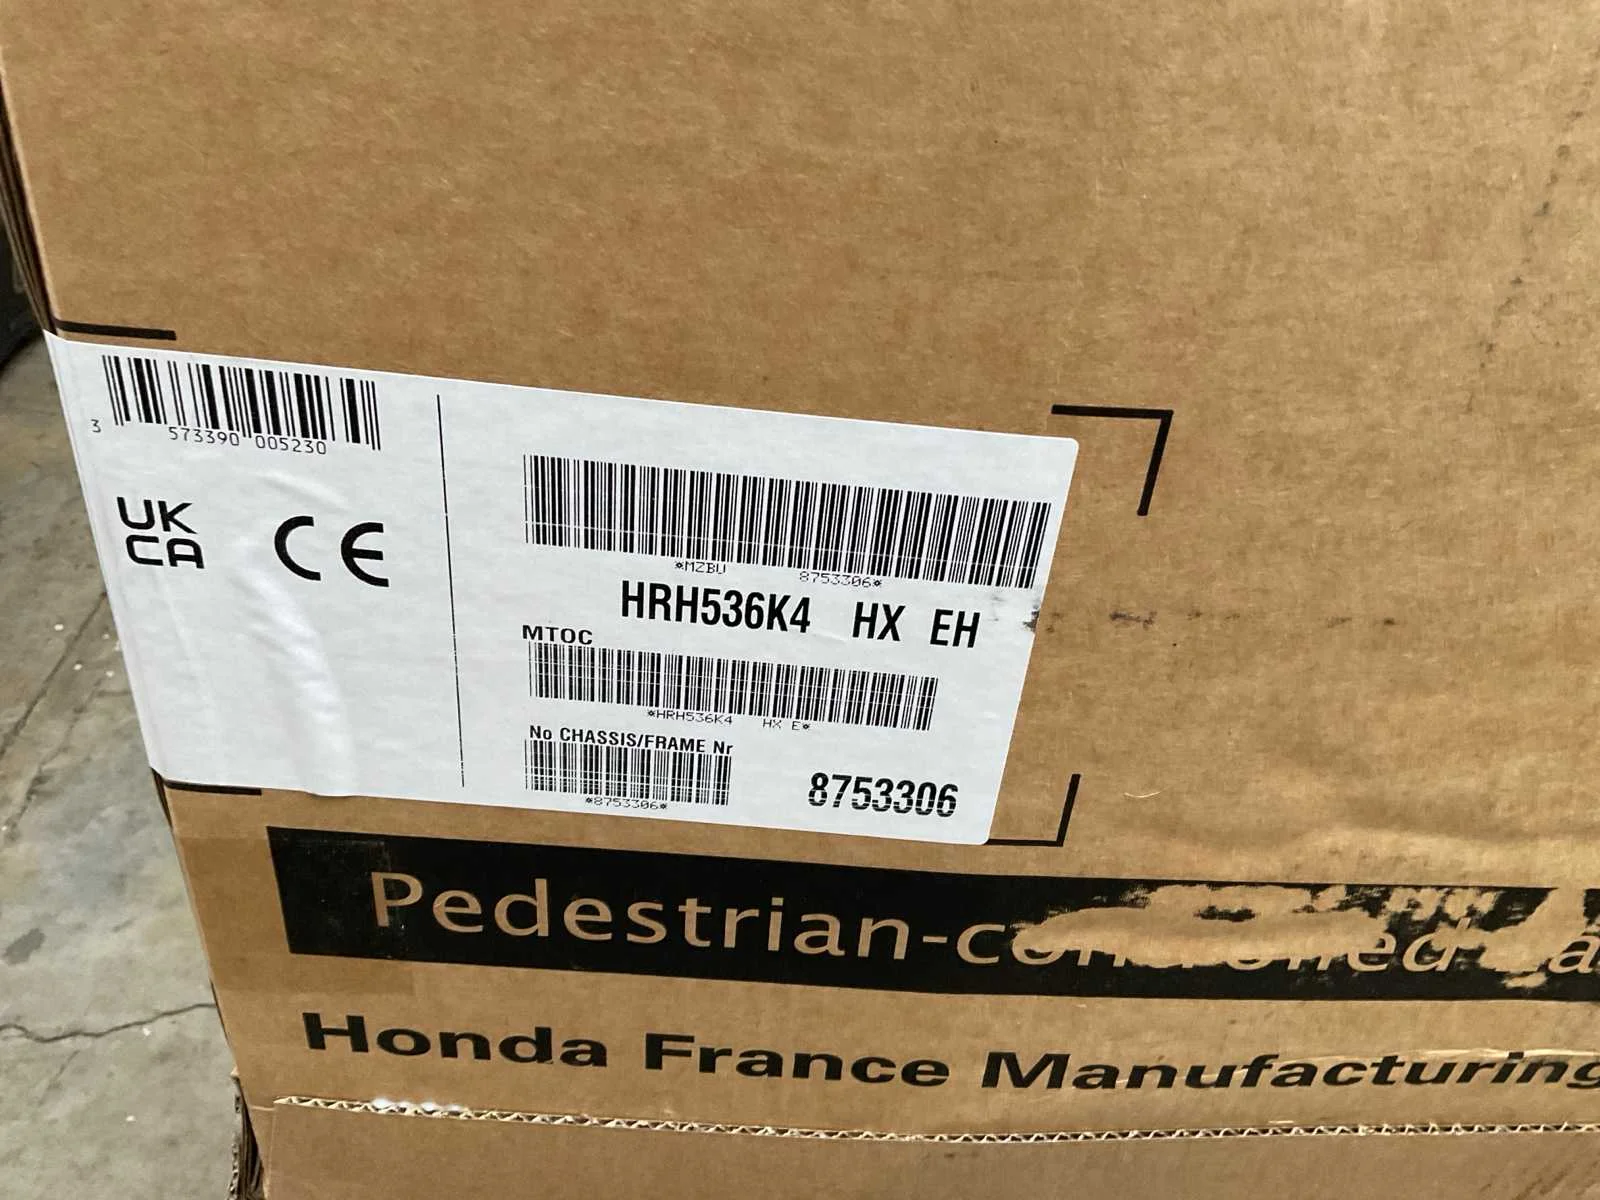 3 573390 005230
UK
CA
CE
*MZBU 8753306*
HRH536K4 HX EH
MTOC
*HRH536K4 HX E*
No CHASSIS/FRAME Nr
*8753306*
8753306
Pedestrian-controlled
Honda France Manufacturing